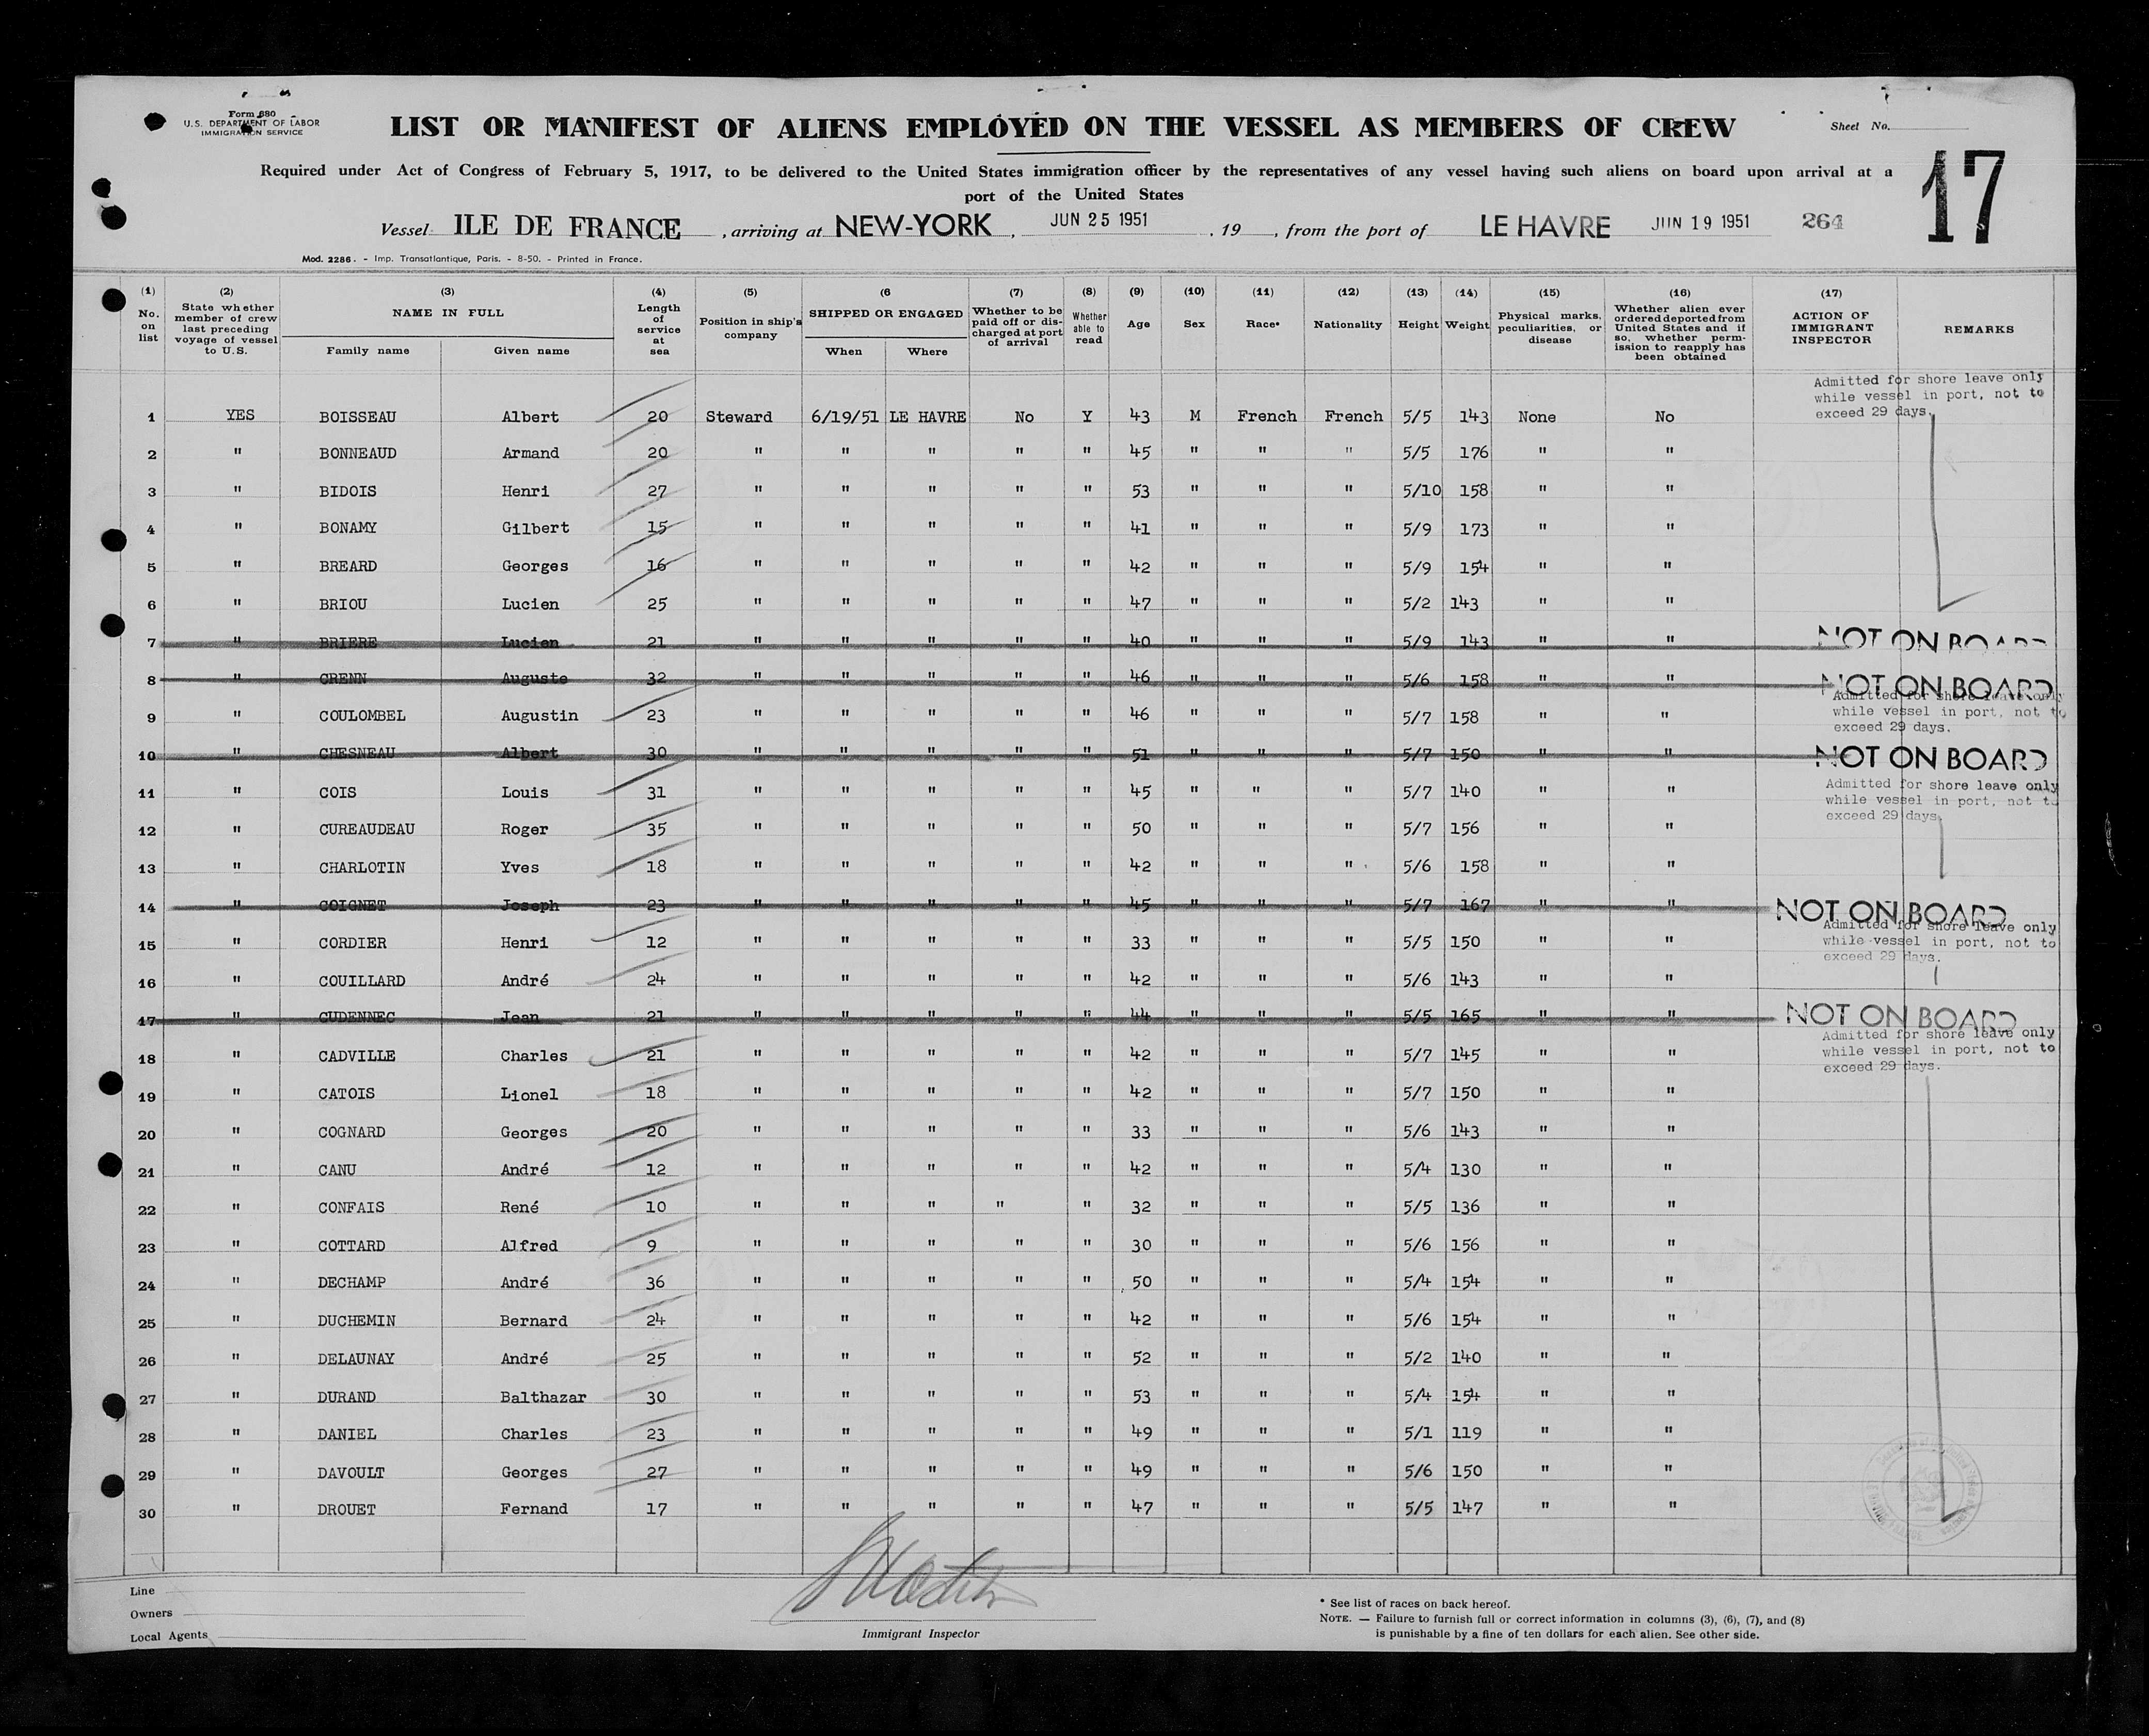 Form 680
U.S. DEPARTMENT OF LABOR
IMMIGRATION SERVICE
LIST OR MANIFEST OF ALIENS EMPLOYED ON THE VESSEL AS MEMBERS OF CREW
Sheet No.
17
Required under Act of Congress of February 5, 1917, to be delivered to the United States immigration officer by the representatives of any vessel having such aliens on board upon arrival at a
port of the United States
Vessel ILE DE FRANCE, arriving at NEW-YORK, JUN 25 1951, 19, from the port of LE HAVRE JUN 19 1951 264
Mod. 2286. - Imp. Transatlantique, Paris. - 8-50. - Printed in France.
(1) No. on list
(2) State whether member of crew last preceding voyage of vessel to U.S.
(3) NAME IN FULL Family name Given name
(4) Length of service at sea
(5) Position in ship's company
(6 SHIPPED OR ENGAGED When Where
(7) Whether to be paid off or discharged at port of arrival
(8) Whether able to read
(9) Age
(10) Sex
(11) Race*
(12) Nationality
(13) Height
(14) Weight
(15) Physical marks, peculiarities, or disease
(16) Whether alien ever ordered deported from United States and if so, whether permission to reapply has been obtained
(17) ACTION OF IMMIGRANT INSPECTOR
REMARKS
Admitted for shore leave only
while vessel in port, not to
exceed 29 days.
1 YES BOISSEAU Albert 20 Steward 6/19/51 LE HAVRE No Y 43 M French French 5/5 143 None No
2 " BONNEAUD Armand 20 " " " " " 45 " " " 5/5 176 " "
3 " BIDOIS Henri 27 " " " " " 53 " " " 5/10 158 " "
4 " BONAMY Gilbert 15 " " " " " 41 " " " 5/9 173 " "
5 " BREARD Georges 16 " " " " " 42 " " " 5/9 154 " "
6 " BRIOU Lucien 25 " " " " " 47 " " " 5/2 143 " "
7 " BRIERE Lucien 21 " " " " " 40 " " " 5/9 143 " " NOT ON BOARD
8 " CRENN Auguste 32 " " " " " 46 " " " 5/6 158 " " NOT ON BOARD
Admitted for shore leave only
9 " COULOMBEL Augustin 23 " " " " " 46 " " " 5/7 158 " " while vessel in port, not to
exceed 29 days.
10 " CHESNEAU Albert 30 " " " " " 51 " " " 5/7 150 " " NOT ON BOARD
Admitted for shore leave only
11 " COIS Louis 31 " " " " " 45 " " " 5/7 140 " " while vessel in port, not to
exceed 29 days.
12 " CUREAUDEAU Roger 35 " " " " " 50 " " " 5/7 156 " "
13 " CHARLOTIN Yves 18 " " " " " 42 " " " 5/6 158 " "
14 " COIGNET Joseph 23 " " " " " 45 " " " 5/7 167 " " NOT ON BOARD
Admitted for shore leave only
15 " CORDIER Henri 12 " " " " " 33 " " " 5/5 150 " " while vessel in port, not to
exceed 29 days.
16 " COUILLARD André 24 " " " " " 42 " " " 5/6 143 " "
17 " CUDENNEC Jean 21 " " " " " 44 " " " 5/5 165 " " NOT ON BOARD
Admitted for shore leave only
18 " CADVILLE Charles 21 " " " " " 42 " " " 5/7 145 " " while vessel in port, not to
exceed 29 days.
19 " CATOIS Lionel 18 " " " " " 42 " " " 5/7 150 " "
20 " COGNARD Georges 20 " " " " " 33 " " " 5/6 143 " "
21 " CANU André 12 " " " " " 42 " " " 5/4 130 " "
22 " CONFAIS René 10 " " " " " 32 " " " 5/5 136 " "
23 " COTTARD Alfred 9 " " " " " 30 " " " 5/6 156 " "
24 " DECHAMP André 36 " " " " " 50 " " " 5/4 154 " "
25 " DUCHEMIN Bernard 24 " " " " " 42 " " " 5/6 154 " "
26 " DELAUNAY André 25 " " " " " 52 " " " 5/2 140 " "
27 " DURAND Balthazar 30 " " " " " 53 " " " 5/4 154 " "
28 " DANIEL Charles 23 " " " " " 49 " " " 5/1 119 " "
29 " DAVOULT Georges 27 " " " " " 49 " " " 5/6 150 " "
30 " DROUET Fernand 17 " " " " " 47 " " " 5/5 147 " "
Line
Owners
Local Agents
Immigrant Inspector
* See list of races on back hereof.
NOTE. — Failure to furnish full or correct information in columns (3), (6), (7), and (8)
is punishable by a fine of ten dollars for each alien. See other side.